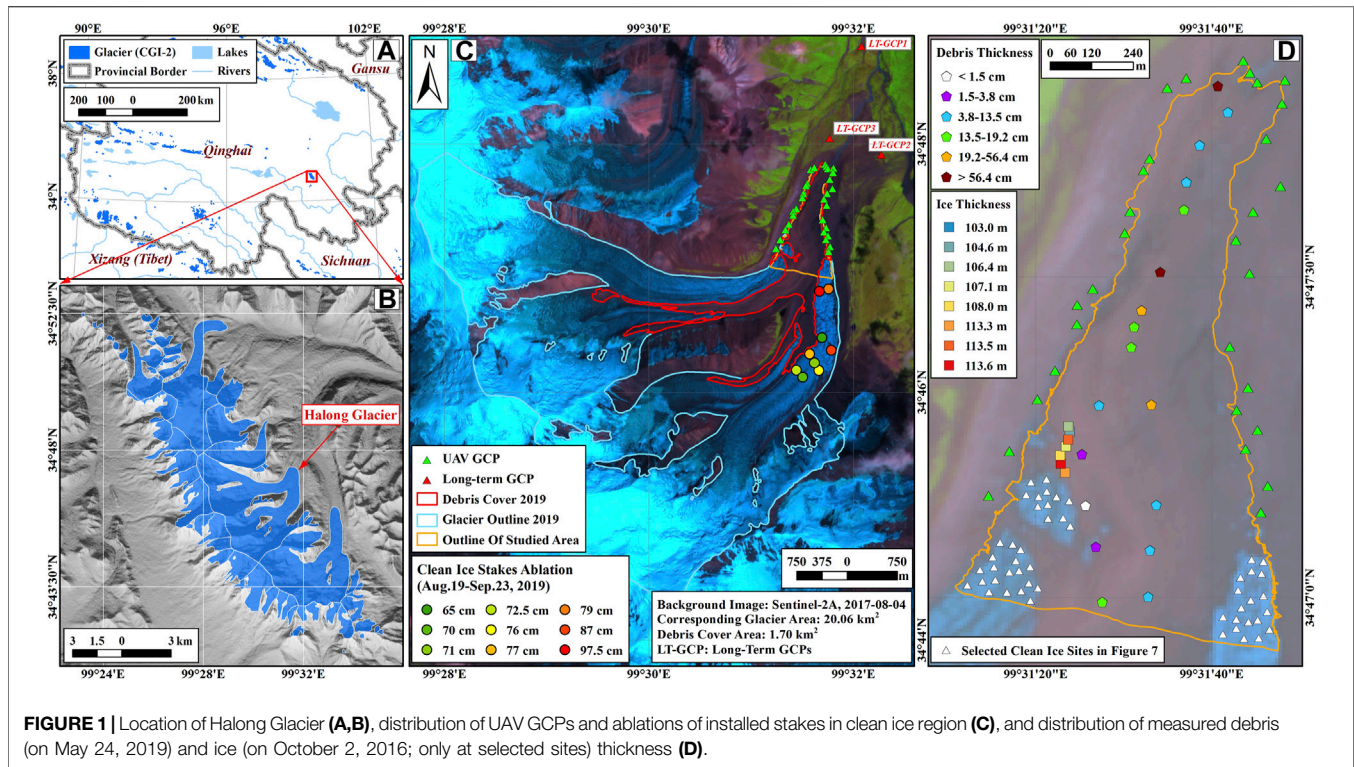 90°E
96°E
102°E
A
Glacier (CGI-2)
Lakes
Provincial Border
Rivers
200 100 0 200 km
38°N
34°N
Gansu
Qinghai
Xizang (Tibet)
Sichuan
B
34°52'30"N
34°48'N
34°43'30"N
Halong Glacier
3 1.5 0 3 km
99°24'E
99°28'E
99°32'E
99°28'E
99°30'E
99°32'E
C
N
LT-GCP1
LT-GCP3
LT-GCP2
34°48'N
34°46'N
34°44'N
UAV GCP
Long-term GCP
Debris Cover 2019
Glacier Outline 2019
Outline Of Studied Area
750 375 0 750
m
Clean Ice Stakes Ablation
(Aug.19-Sep.23, 2019)
65 cm
72.5 cm
79 cm
70 cm
76 cm
87 cm
71 cm
77 cm
97.5 cm
Background Image: Sentinel-2A, 2017-08-04
Corresponding Glacier Area: 20.06 km²
Debris Cover Area: 1.70 km²
LT-GCP: Long-Term GCPs
99°28'E
99°30'E
99°32'E
99°31'20"E
99°31'40"E
D
Debris Thickness
< 1.5 cm
1.5-3.8 cm
3.8-13.5 cm
13.5-19.2 cm
19.2-56.4 cm
> 56.4 cm
0 60 120 240
m
Ice Thickness
103.0 m
104.6 m
106.4 m
107.1 m
108.0 m
113.3 m
113.5 m
113.6 m
34°47'30"N
34°47'0"N
Selected Clean Ice Sites in Figure 7
99°31'20"E
99°31'40"E
FIGURE 1 | Location of Halong Glacier (A,B), distribution of UAV GCPs and ablations of installed stakes in clean ice region (C), and distribution of measured debris
(on May 24, 2019) and ice (on October 2, 2016; only at selected sites) thickness (D).